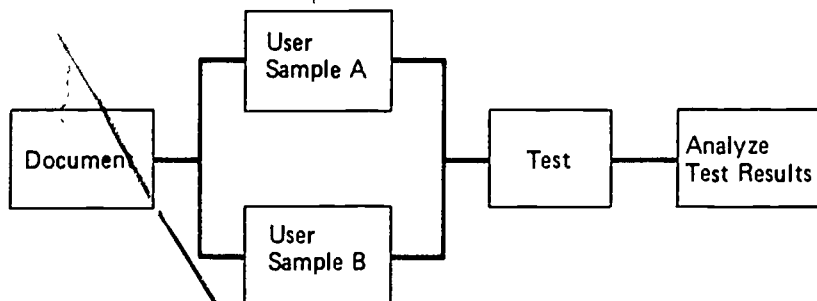 User
Sample A
Document
Test
Analyze
Test Results
User
Sample B